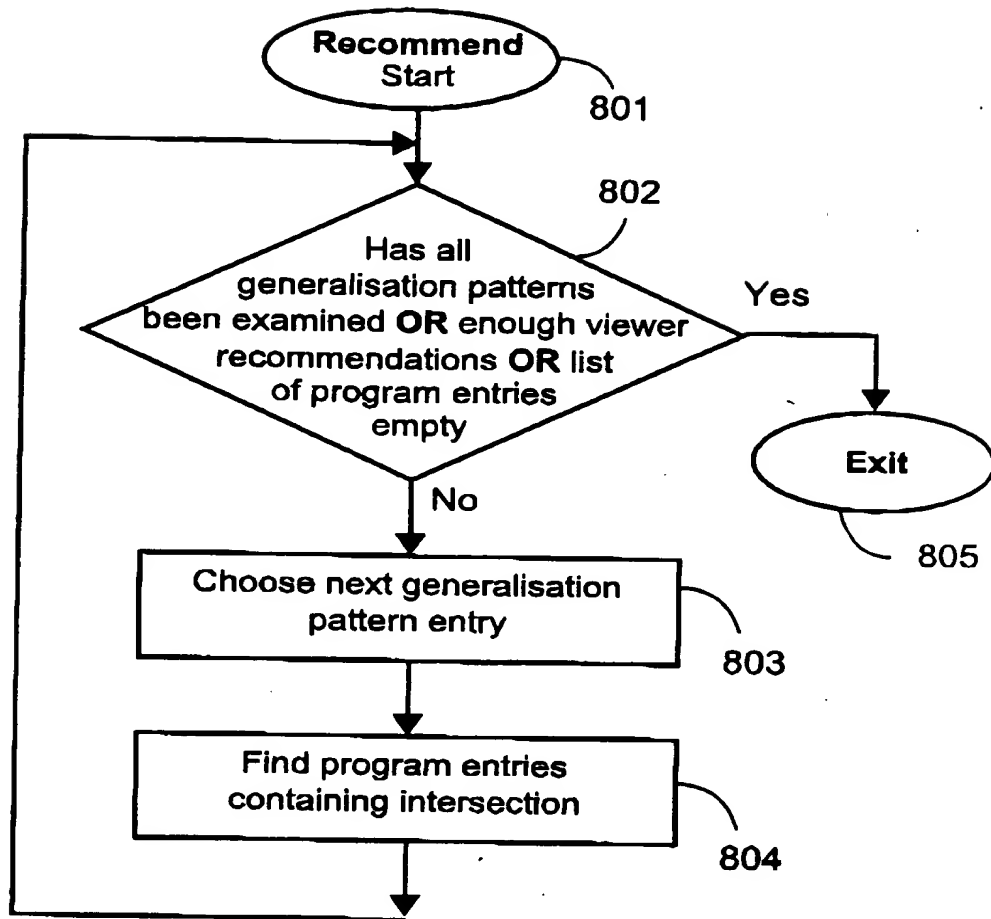 Recommend
Start
801
802
Has all
generalisation patterns
been examined OR enough viewer
recommendations OR list
of program entries
empty
Yes
Exit
805
No
Choose next generalisation
pattern entry
803
Find program entries
containing intersection
804